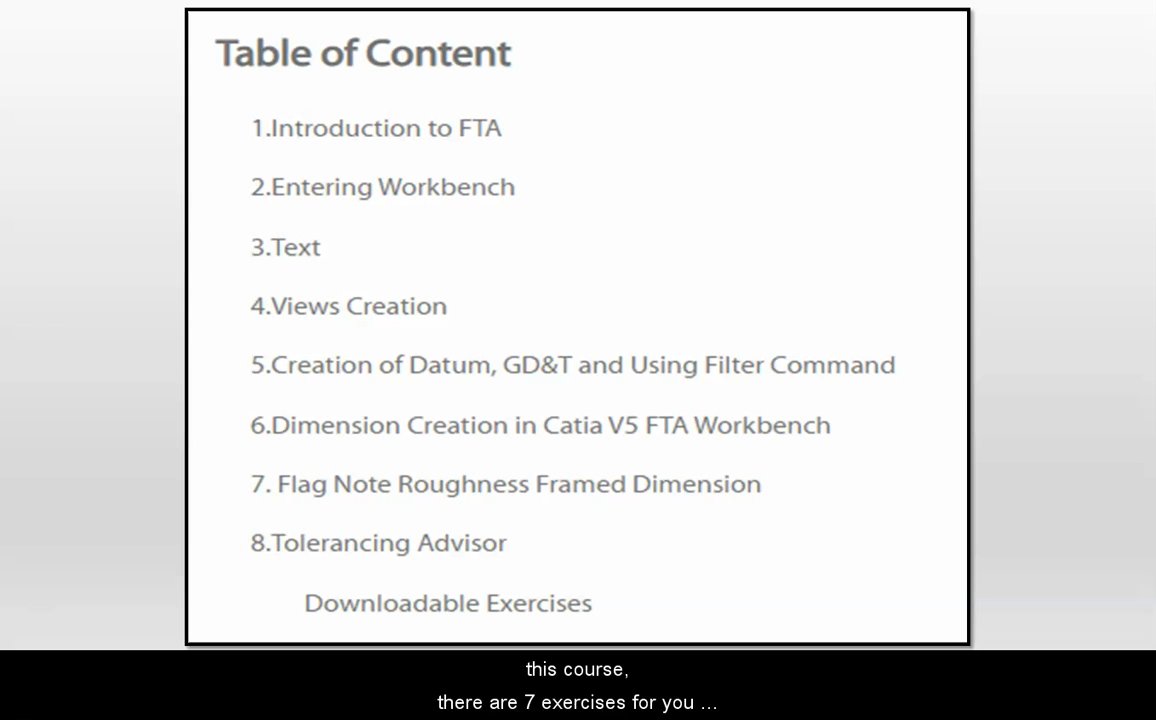 Table of Content
1.Introduction to FTA
2.Entering Workbench
3.Text
4.Views Creation
5.Creation of Datum, GD&T and Using Filter Command
6.Dimension Creation in Catia V5 FTA Workbench
7. Flag Note Roughness Framed Dimension
8.Tolerancing Advisor
Downloadable Exercises
this course,
there are 7 exercises for you ...